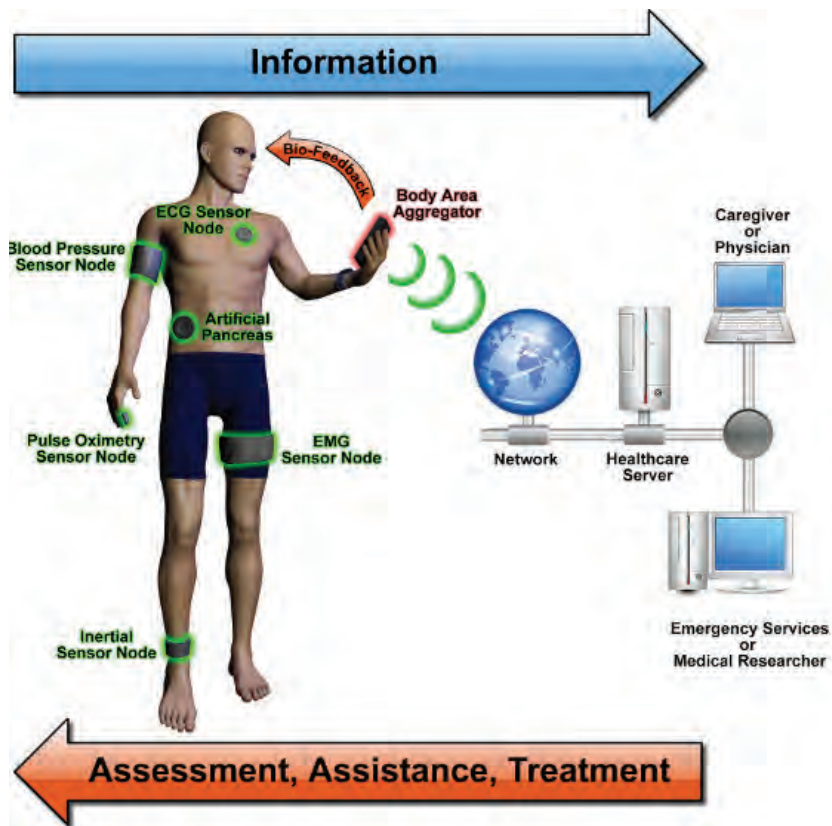 Information
Bio-Feedback
Body Area
Aggregator
ECG Sensor
Node
Blood Pressure
Sensor Node
Artificial
Pancreas
Pulse Oximetry
Sensor Node
EMG
Sensor Node
Inertial
Sensor Node
Caregiver
or
Physician
Network
Healthcare
Server
Emergency Services
or
Medical Researcher
Assessment, Assistance, Treatment